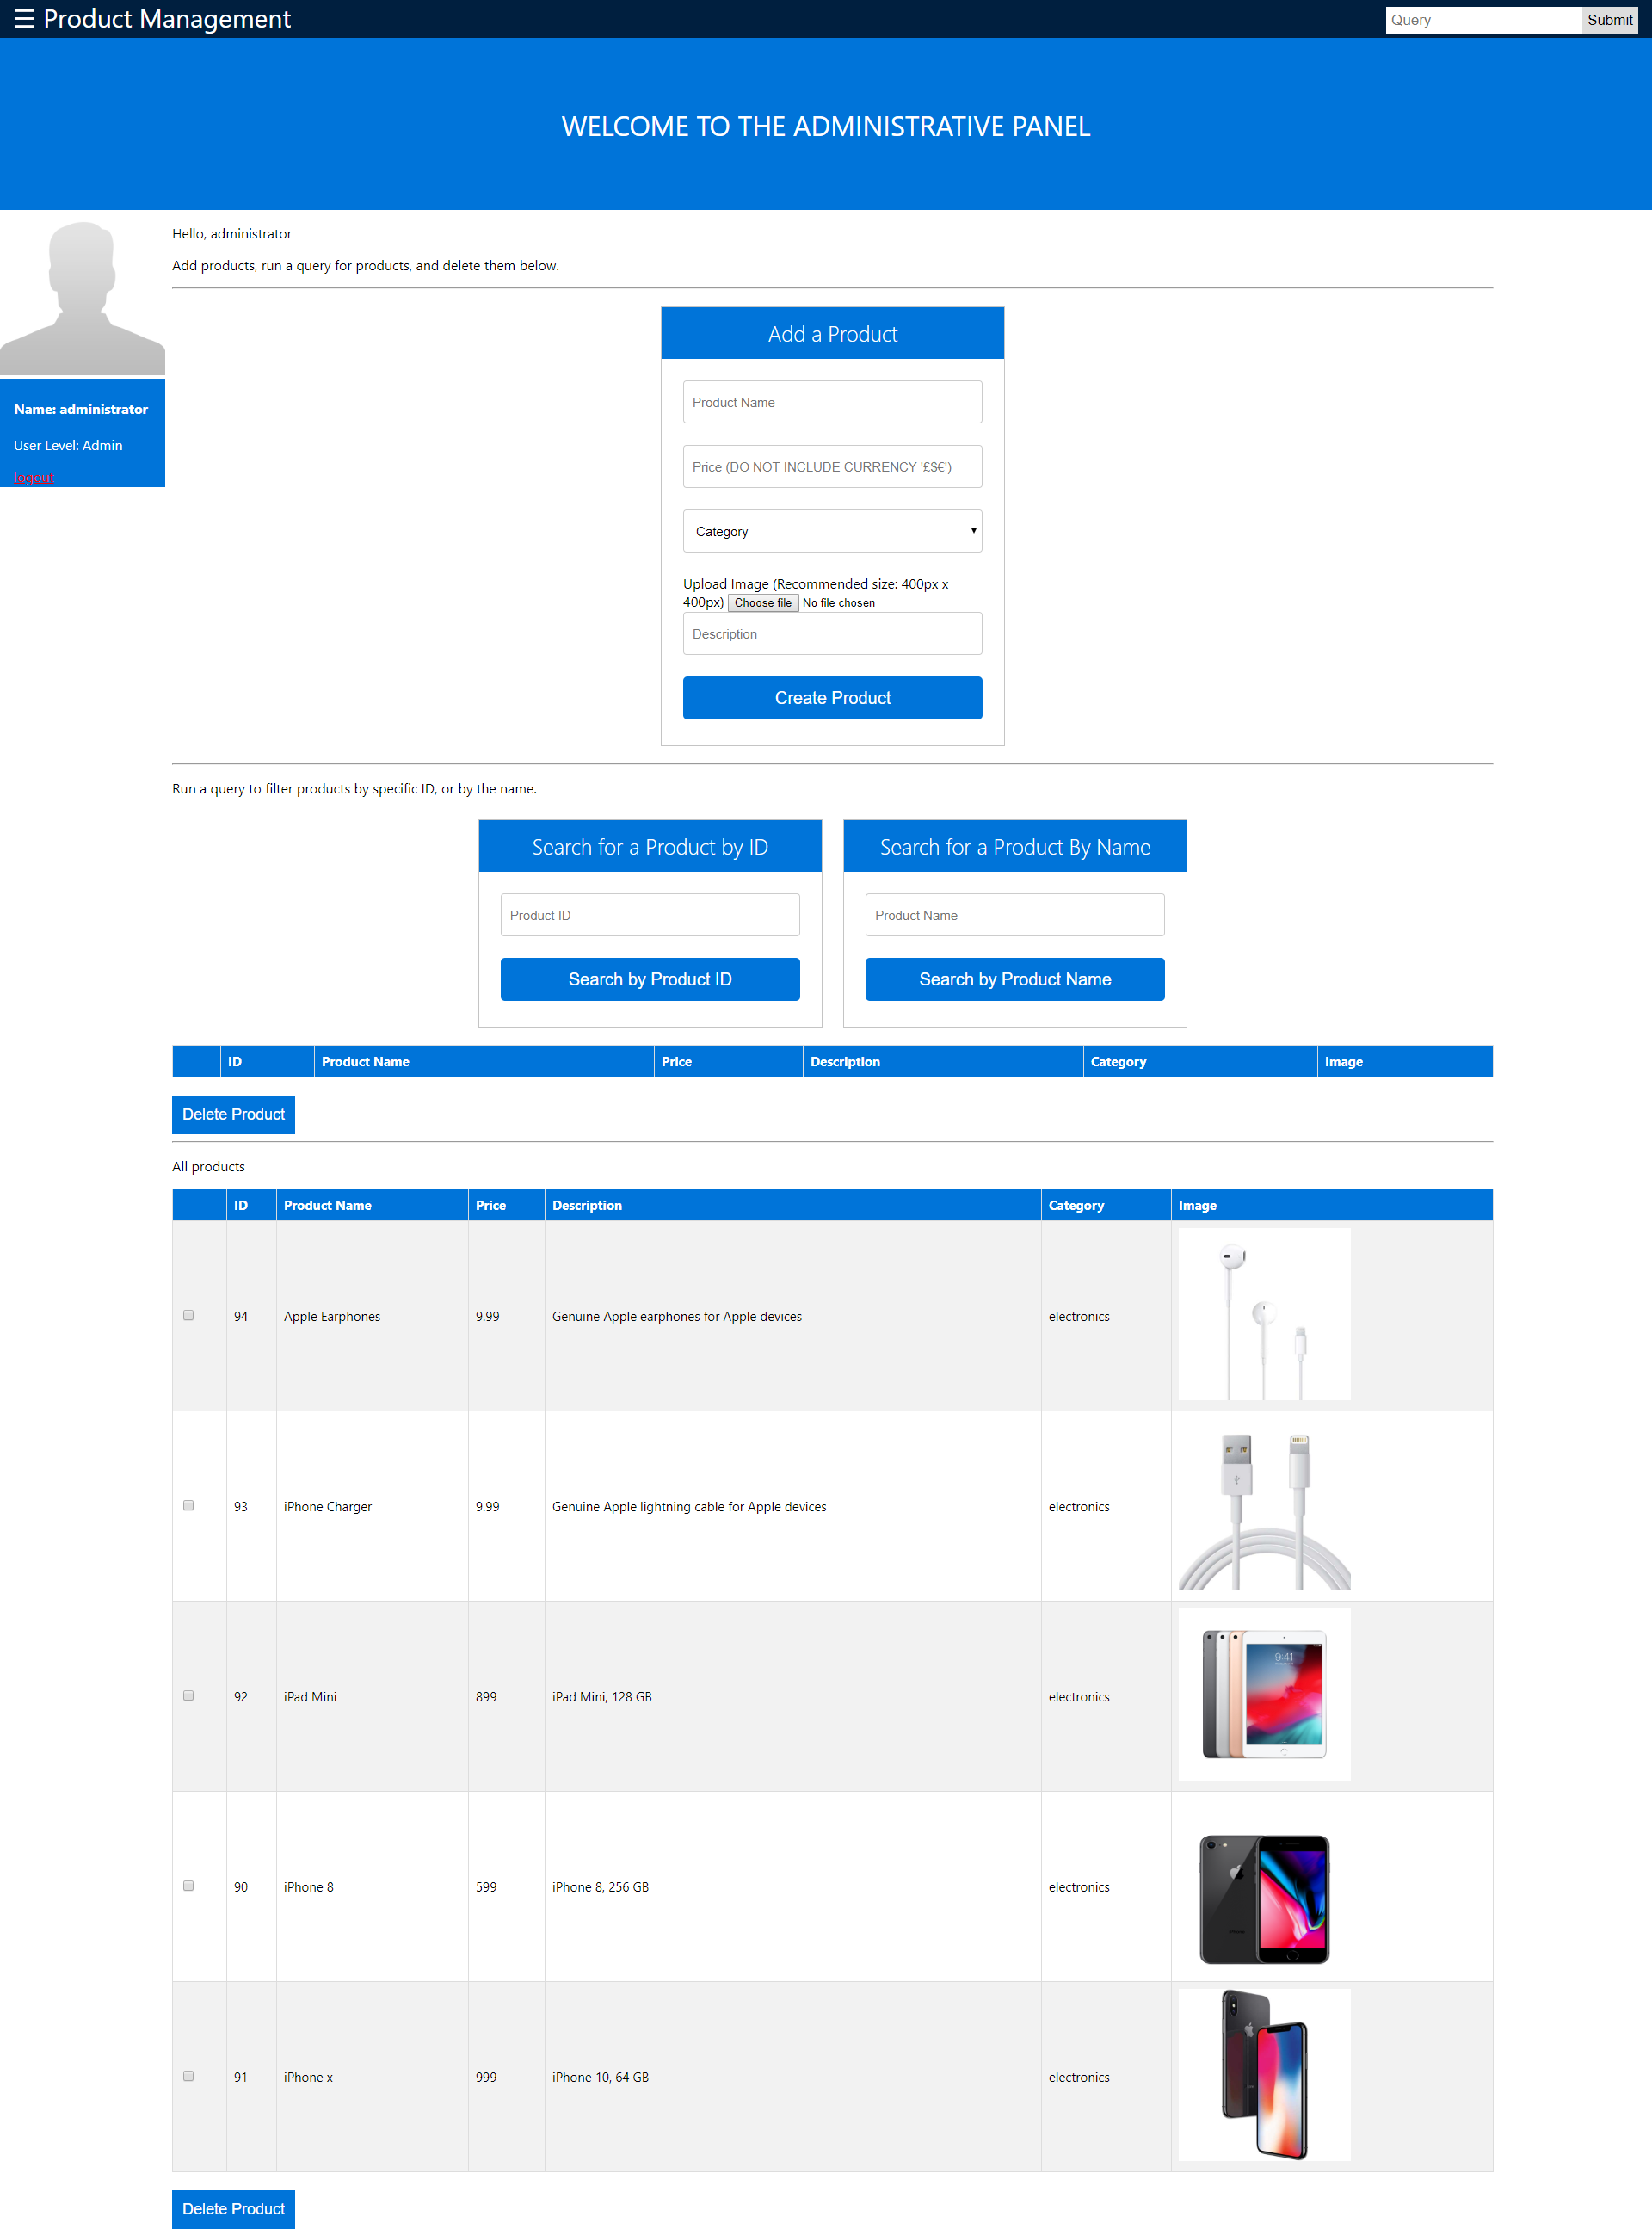 ☰ Product Management
Query
Submit
WELCOME TO THE ADMINISTRATIVE PANEL
Name: administrator
User Level: Admin
logout
Hello, administrator
Add products, run a query for products, and delete them below.
Add a Product
Product Name
Price (DO NOT INCLUDE CURRENCY '£$€')
Category
Upload Image (Recommended size: 400px x
400px) Choose file No file chosen
Description
Create Product
Run a query to filter products by specific ID, or by the name.
Search for a Product by ID
Product ID
Search by Product ID
Search for a Product By Name
Product Name
Search by Product Name
ID Product Name Price Description Category Image
Delete Product
All products
ID Product Name Price Description Category Image
94 Apple Earphones 9.99 Genuine Apple earphones for Apple devices electronics
93 iPhone Charger 9.99 Genuine Apple lightning cable for Apple devices electronics
92 iPad Mini 899 iPad Mini, 128 GB electronics
9:41
90 iPhone 8 599 iPhone 8, 256 GB electronics
91 iPhone x 999 iPhone 10, 64 GB electronics
Delete Product